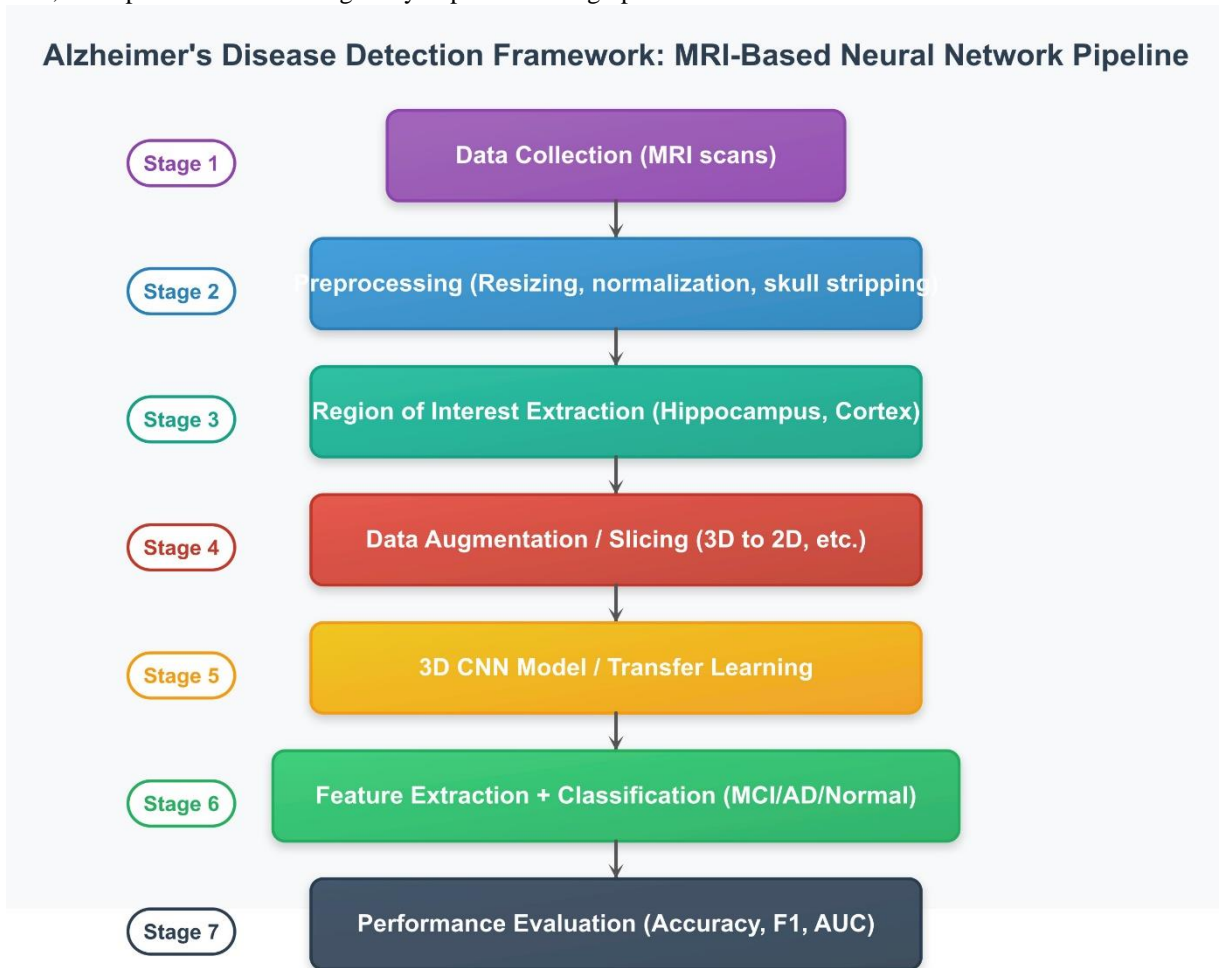 Alzheimer's Disease Detection Framework: MRI-Based Neural Network Pipeline
Stage 1
Data Collection (MRI scans)
Stage 2
Preprocessing (Resizing, normalization, skull stripping)
Stage 3
Region of Interest Extraction (Hippocampus, Cortex)
Stage 4
Data Augmentation / Slicing (3D to 2D, etc.)
Stage 5
3D CNN Model / Transfer Learning
Stage 6
Feature Extraction + Classification (MCI/AD/Normal)
Stage 7
Performance Evaluation (Accuracy, F1, AUC)